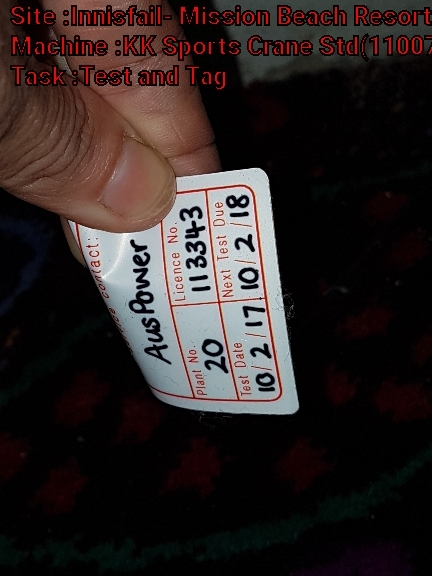 Site :Innisfail- Mission Beach Resort
Machine :KK Sports Crane Std(11007
Task :Test and Tag
contact:
AusPower
Plant No. Licence No.
20 113343
Test Date Next Test Due
10/2/17 10/2/18